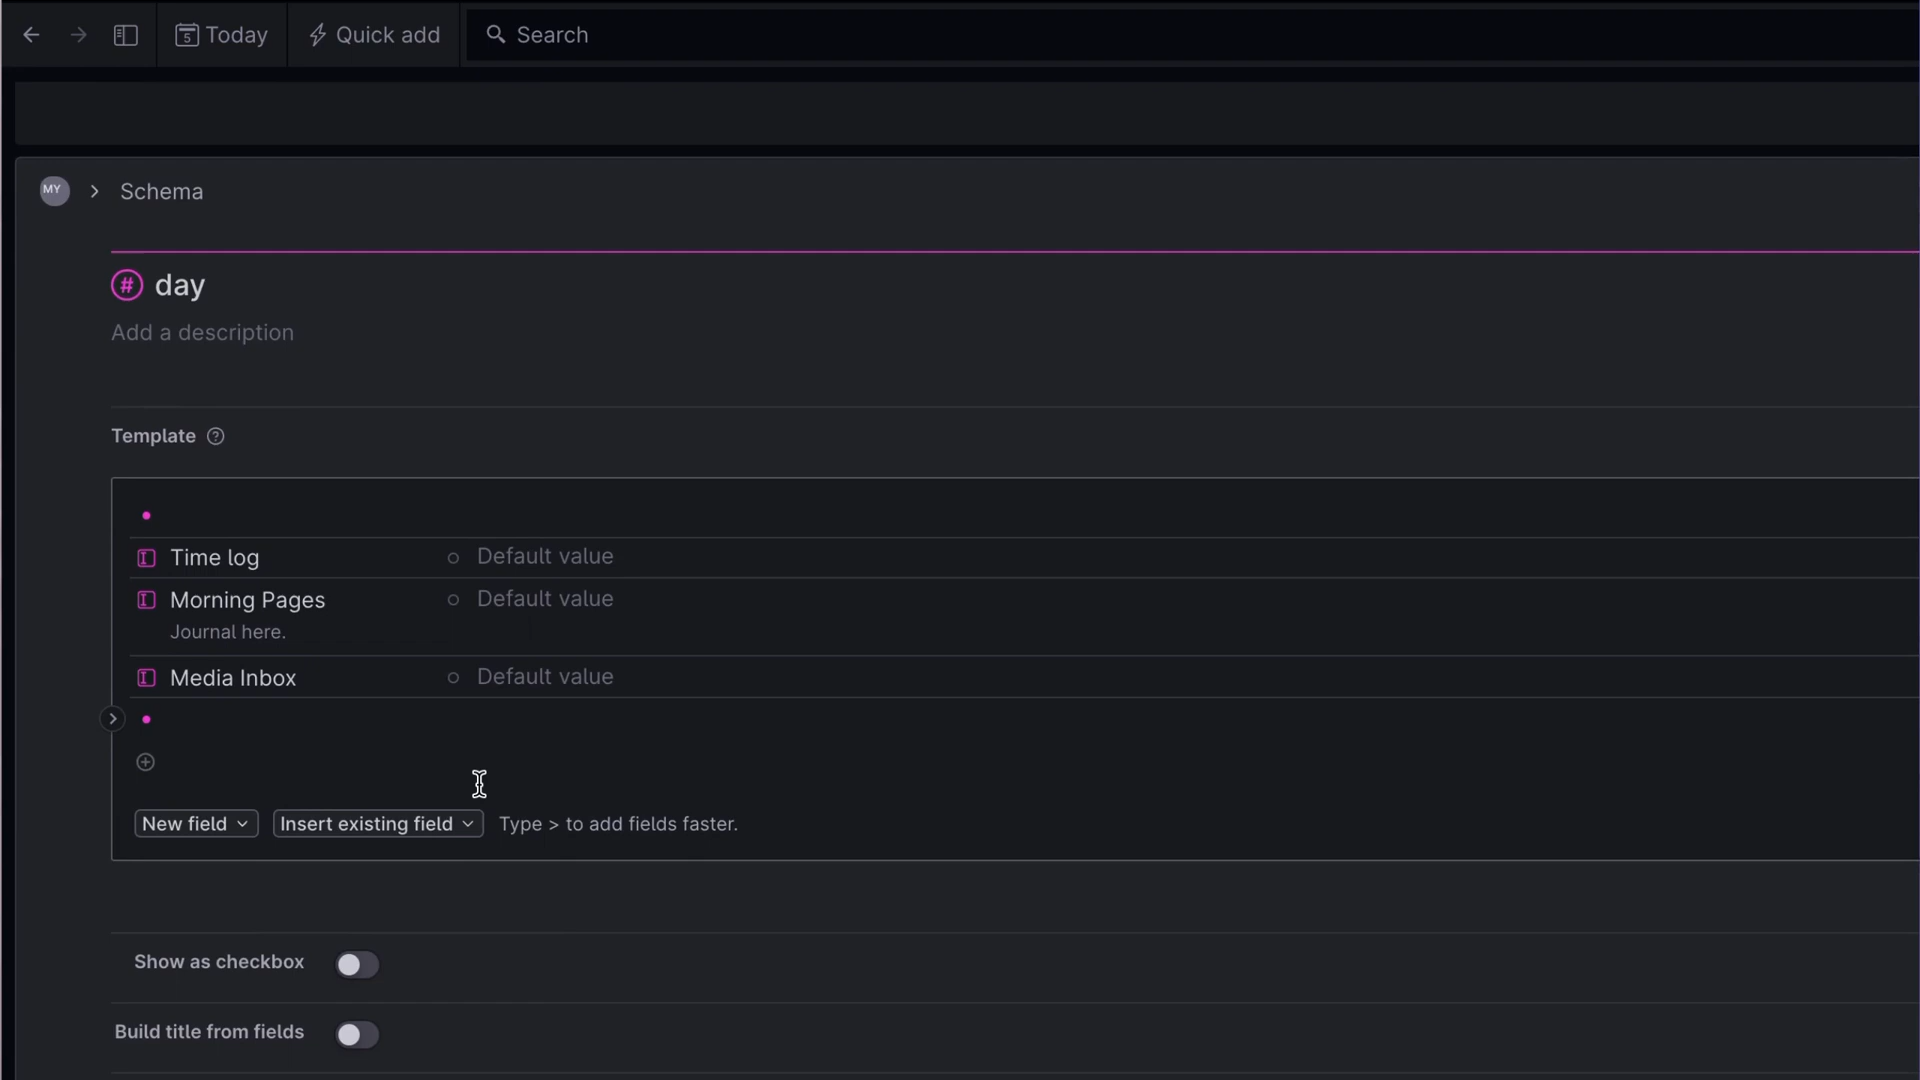 5 Today Quick add Search
MY Schema
# day
Add a description
Template ?
Time log Default value
Morning Pages Default value
Journal here.
Media Inbox Default value
New field Insert existing field Type > to add fields faster.
Show as checkbox
Build title from fields